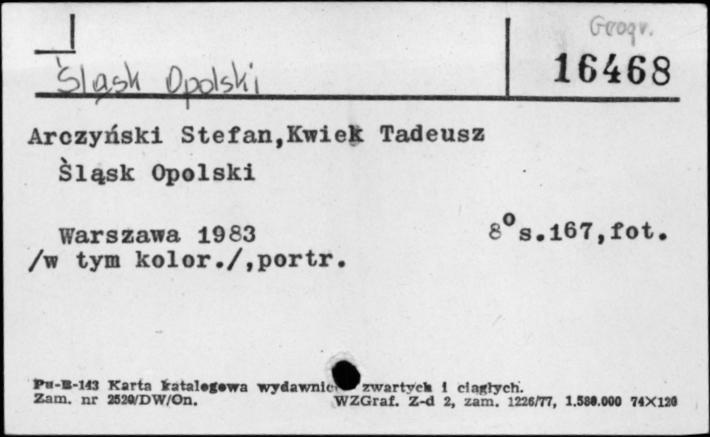 Geogr.
Śląsk Opolski
16468
Arczyński Stefan,Kwiek Tadeusz
Śląsk Opolski
Warszawa 1983 8° s.167,fot.
/w tym kolor./,portr.
Pu-B-143 Karta katalogowa wydawnictw zwartych i ciągłych.
Zam. nr 2520/DW/On. WZGraf. Z-d 2, zam. 1226/77, 1.580.000 74X120